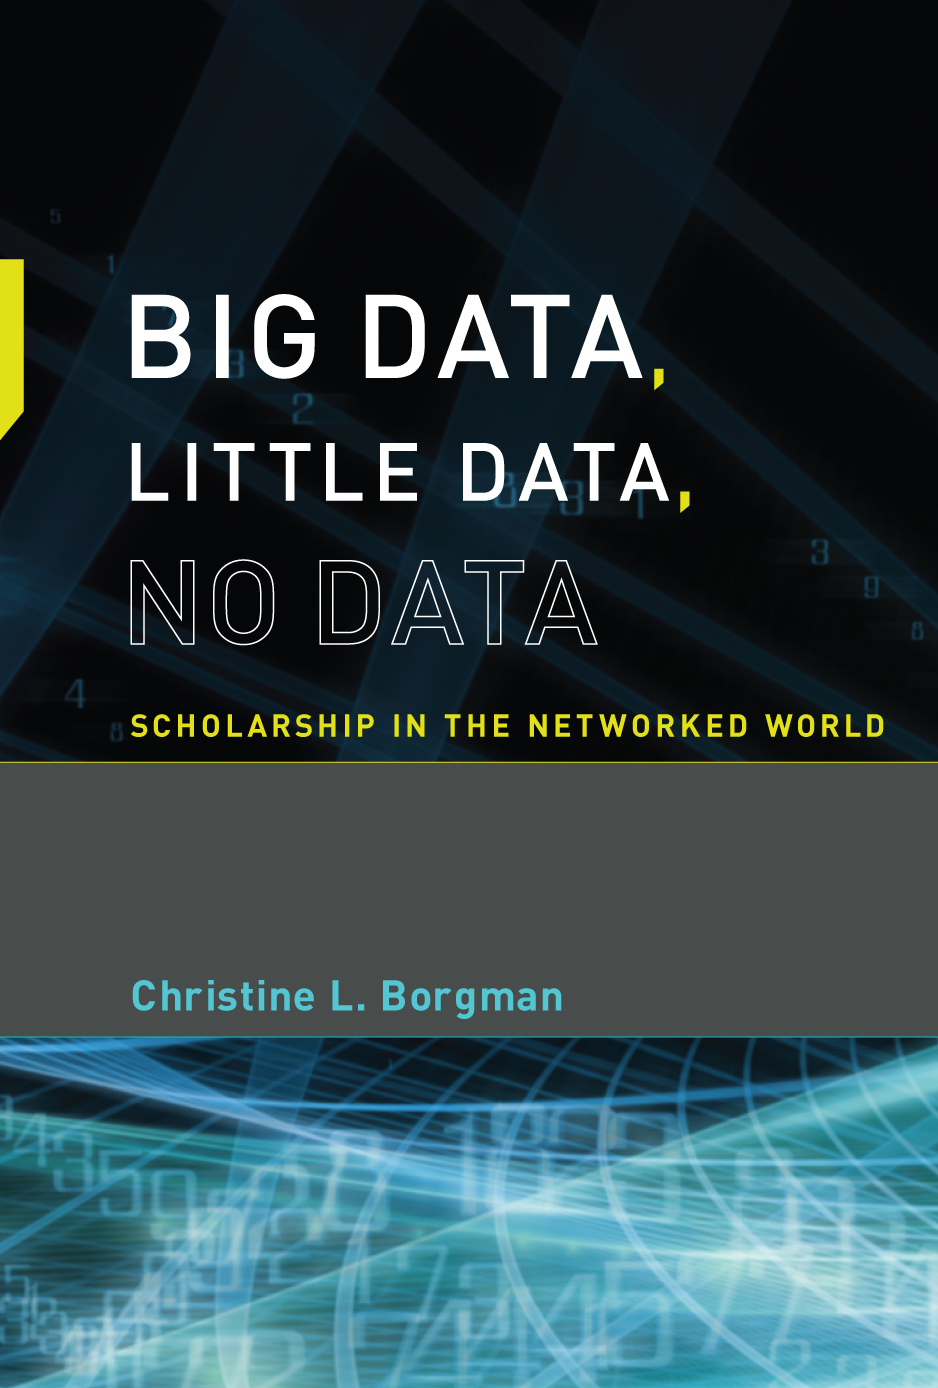 BIG DATA,
LITTLE DATA,
NO DATA
SCHOLARSHIP IN THE NETWORKED WORLD
Christine L. Borgman